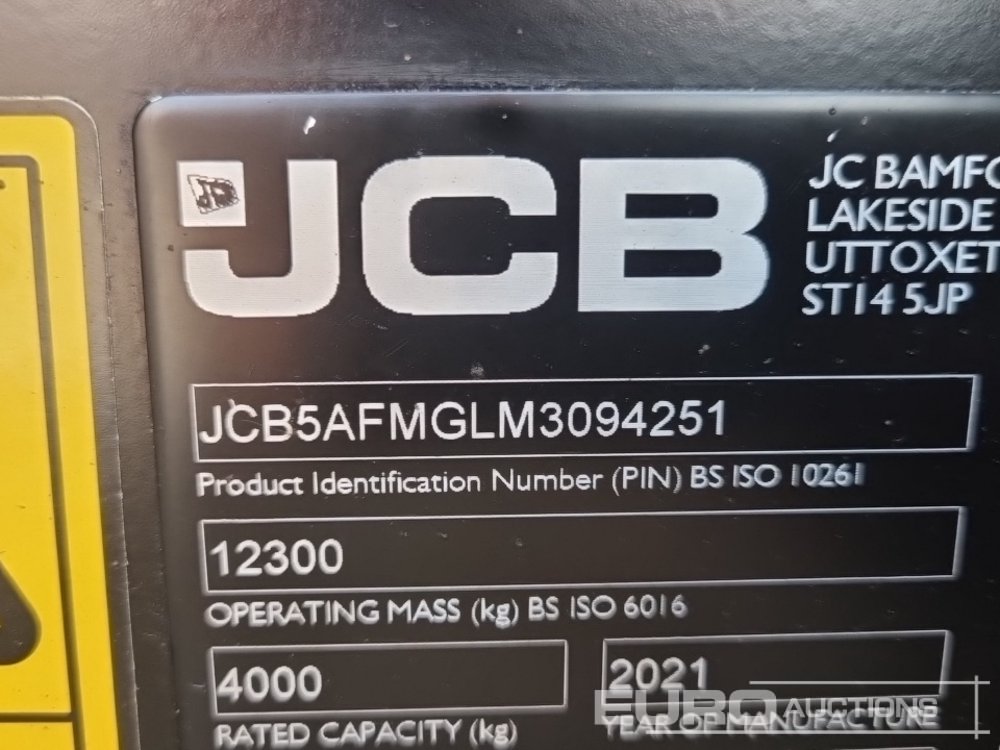 JCB
JCB
JC BAMFO
LAKESIDE
UTTOXET
ST14 5JP
JCB5AFMGLM3094251
Product Identification Number (PIN) BS ISO 10261
12300
OPERATING MASS (kg) BS ISO 6016
4000
RATED CAPACITY (kg)
2021
YEAR OF MANUFACTURE
EURO AUCTIONS